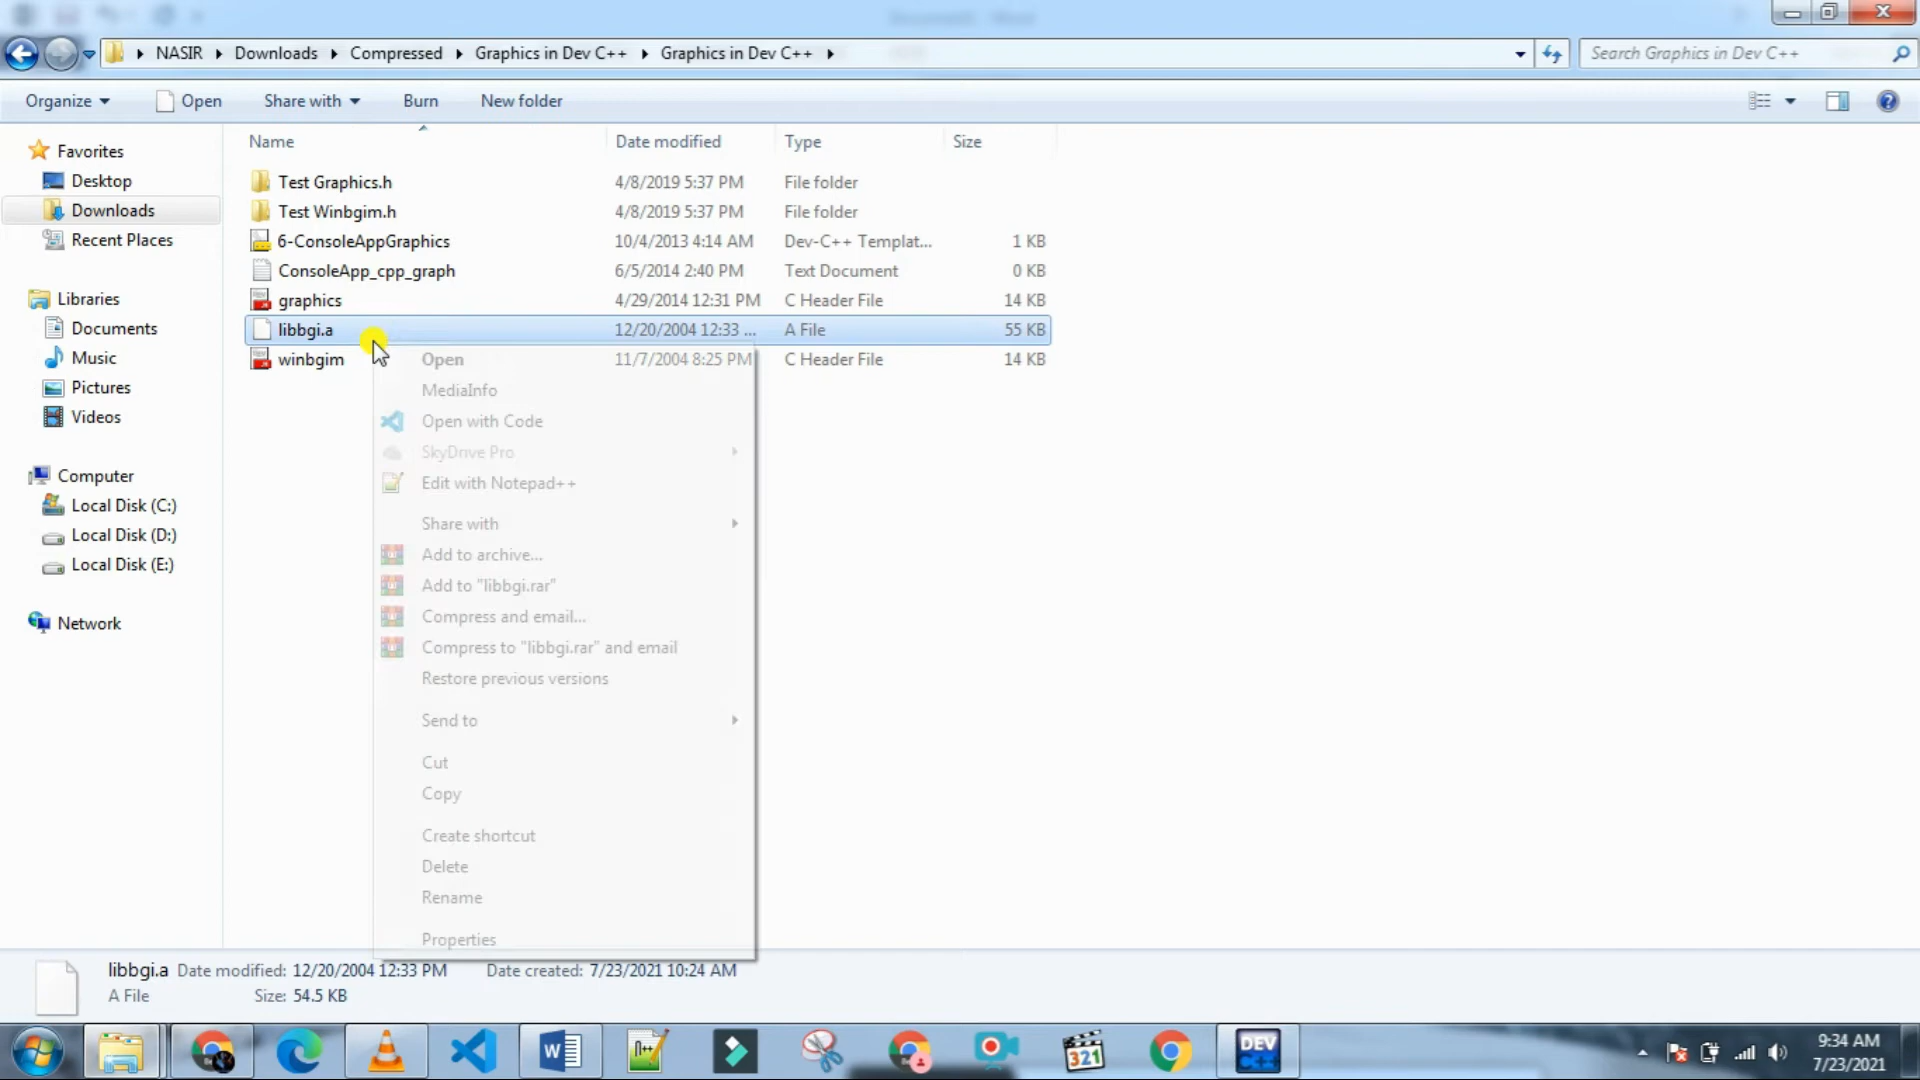 NASIR Downloads Compressed Graphics in Dev C++ Graphics in Dev C++ Search Graphics in Dev C++
Organize Open Share with Burn New folder
Name Date modified Type Size
Favorites
Desktop
Downloads
Recent Places
Libraries
Documents
Music
Pictures
Videos
Computer
Local Disk (C:)
Local Disk (D:)
Local Disk (E:)
Network
Test Graphics.h 4/8/2019 5:37 PM File folder
Test Winbgim.h 4/8/2019 5:37 PM File folder
6-ConsoleAppGraphics 10/4/2013 4:14 AM Dev-C++ Templat... 1 KB
ConsoleApp_cpp_graph 6/5/2014 2:40 PM Text Document 0 KB
graphics 4/29/2014 12:31 PM C Header File 14 KB
libbgi.a 12/20/2004 12:33 ... A File 55 KB
winbgim 11/7/2004 8:25 PM C Header File 14 KB
Open
MediaInfo
Open with Code
SkyDrive Pro
Edit with Notepad++
Share with
Add to archive...
Add to "libbgi.rar"
Compress and email...
Compress to "libbgi.rar" and email
Restore previous versions
Send to
Cut
Copy
Create shortcut
Delete
Rename
Properties
libbgi.a Date modified: 12/20/2004 12:33 PM Date created: 7/23/2021 10:24 AM
A File Size: 54.5 KB
W
321
DEV
C++
9:34 AM
7/23/2021